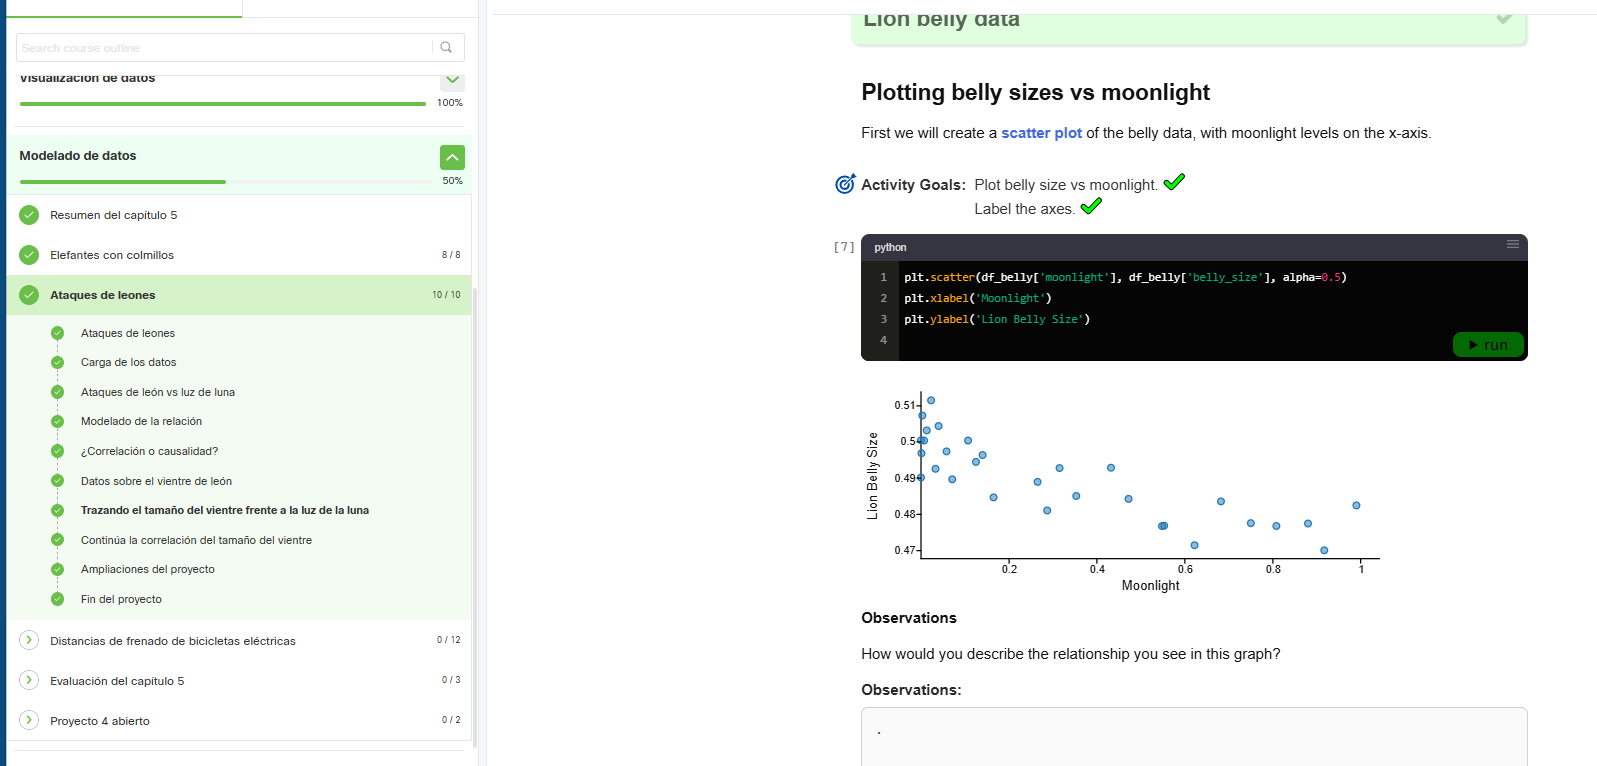 Search course outline
Visualización de datos
100%
Modelado de datos
50%
Resumen del capítulo 5
Elefantes con colmillos
8 / 8
Ataques de leones
10 / 10
Ataques de leones
Carga de los datos
Ataques de león vs luz de luna
Modelado de la relación
¿Correlación o causalidad?
Datos sobre el vientre de león
Trazando el tamaño del vientre frente a la luz de la luna
Continúa la correlación del tamaño del vientre
Ampliaciones del proyecto
Fin del proyecto
Distancias de frenado de bicicletas eléctricas
0 / 12
Evaluación del capítulo 5
0 / 3
Proyecto 4 abierto
0 / 2
Lion belly data
Plotting belly sizes vs moonlight
First we will create a scatter plot of the belly data, with moonlight levels on the x-axis.
Activity Goals: Plot belly size vs moonlight.
Label the axes.
[7]
python
1 plt.scatter(df_belly['moonlight'], df_belly['belly_size'], alpha=0.5)
2 plt.xlabel('Moonlight')
3 plt.ylabel('Lion Belly Size')
4
run
Lion Belly Size
0.51
0.5
0.49
0.48
0.47
0.2 0.4 0.6 0.8 1
Moonlight
Observations
How would you describe the relationship you see in this graph?
Observations:
.